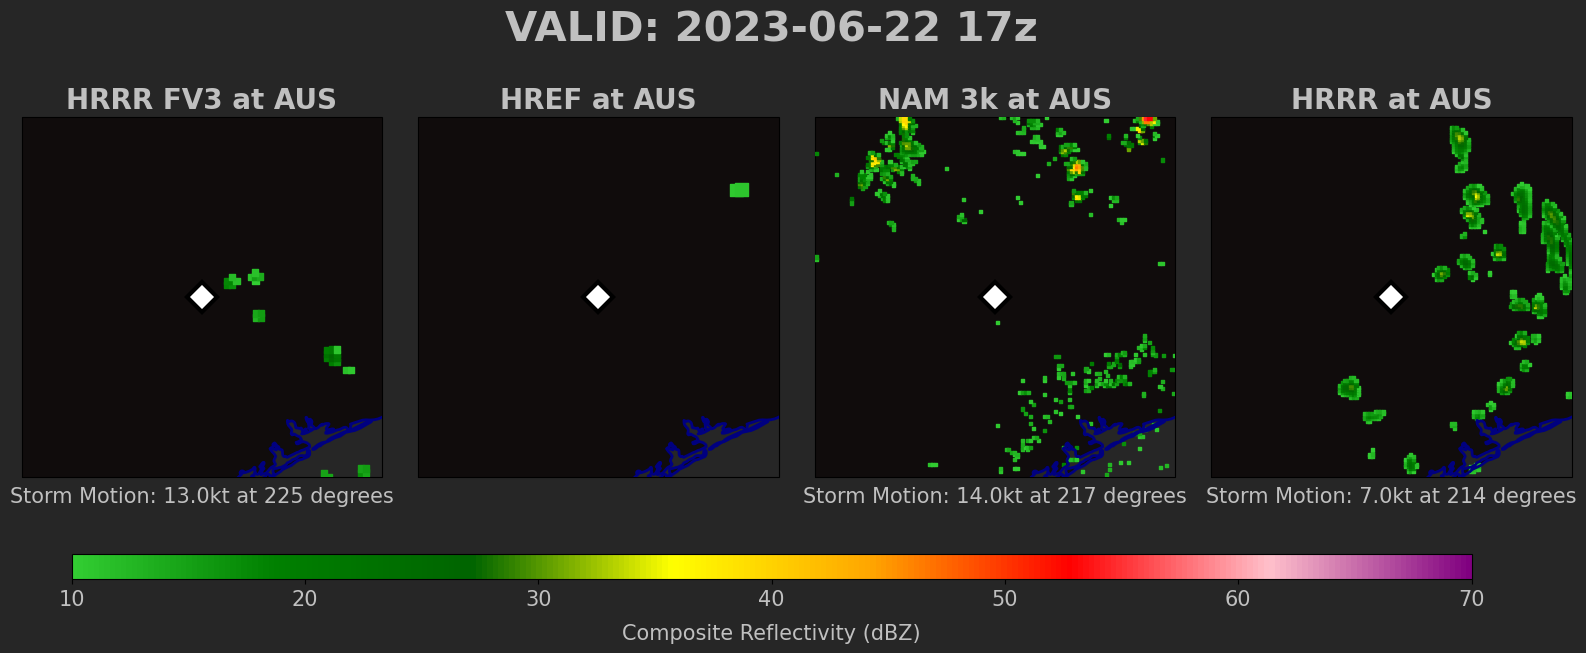 VALID: 2023-06-22 17z
HRRR FV3 at AUS
HREF at AUS
NAM 3k at AUS
HRRR at AUS
Storm Motion: 13.0kt at 225 degrees
Storm Motion: 14.0kt at 217 degrees
Storm Motion: 7.0kt at 214 degrees
10 20 30 40 50 60 70
Composite Reflectivity (dBZ)